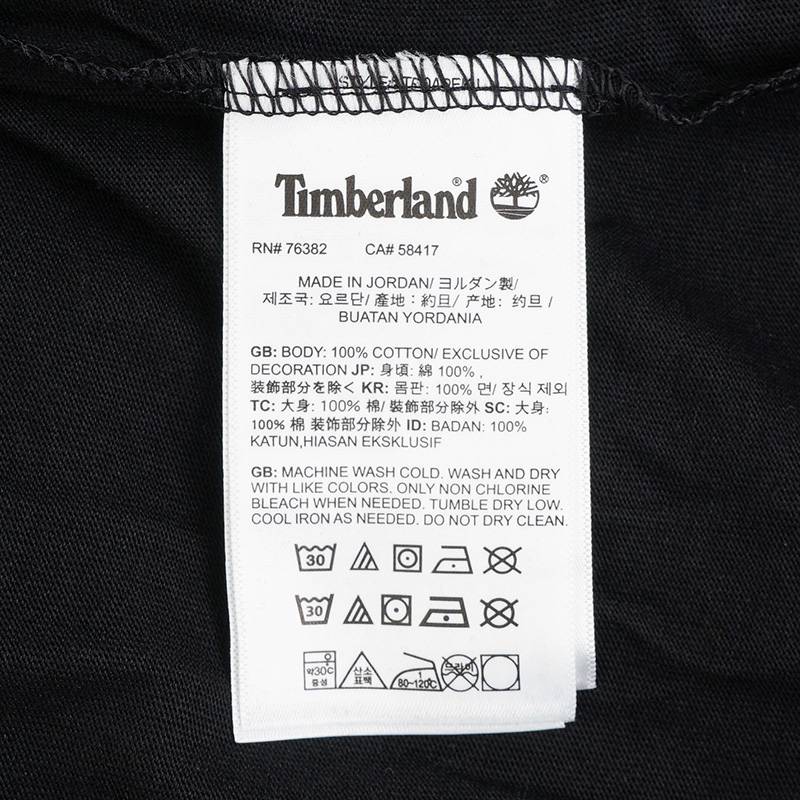 Timberland® ®
RN# 76382 CA# 58417
MADE IN JORDAN/ ヨルダン製/
제조국: 요르단/ 產地：約旦/ 产地: 约旦 /
BUATAN YORDANIA
GB: BODY: 100% COTTON/ EXCLUSIVE OF
DECORATION JP: 身頃: 綿 100% ,
装飾部分を除く KR: 몸판: 100% 면/ 장식 제외
TC: 大身: 100% 棉/ 裝飾部分除外 SC: 大身:
100% 棉 装饰部分除外 ID: BADAN: 100%
KATUN,HIASAN EKSKLUSIF
GB: MACHINE WASH COLD. WASH AND DRY
WITH LIKE COLORS. ONLY NON CHLORINE
BLEACH WHEN NEEDED. TUMBLE DRY LOW.
COOL IRON AS NEEDED. DO NOT DRY CLEAN.
30
30
약30℃ 중성 산소 표백 1 80~120℃ 드라이